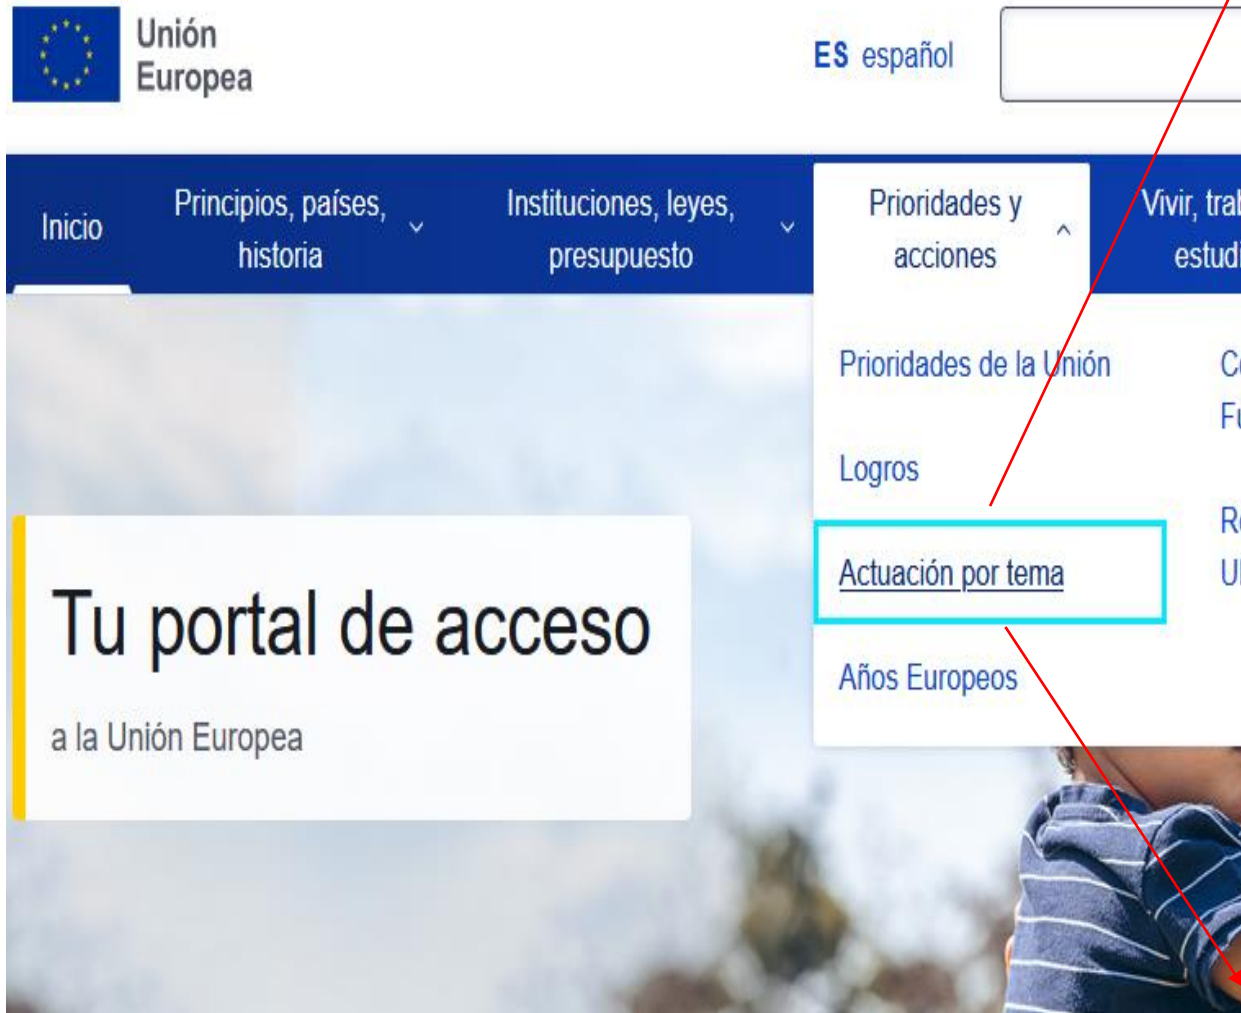 Unión
Europea
ES español
Inicio
Principios, países,
historia
Instituciones, leyes,
presupuesto
Prioridades y
acciones
Vivir,
Prioridades de la Unión
Logros
Actuación por tema
Años Europeos
Tu portal de acceso
a la Unión Europea